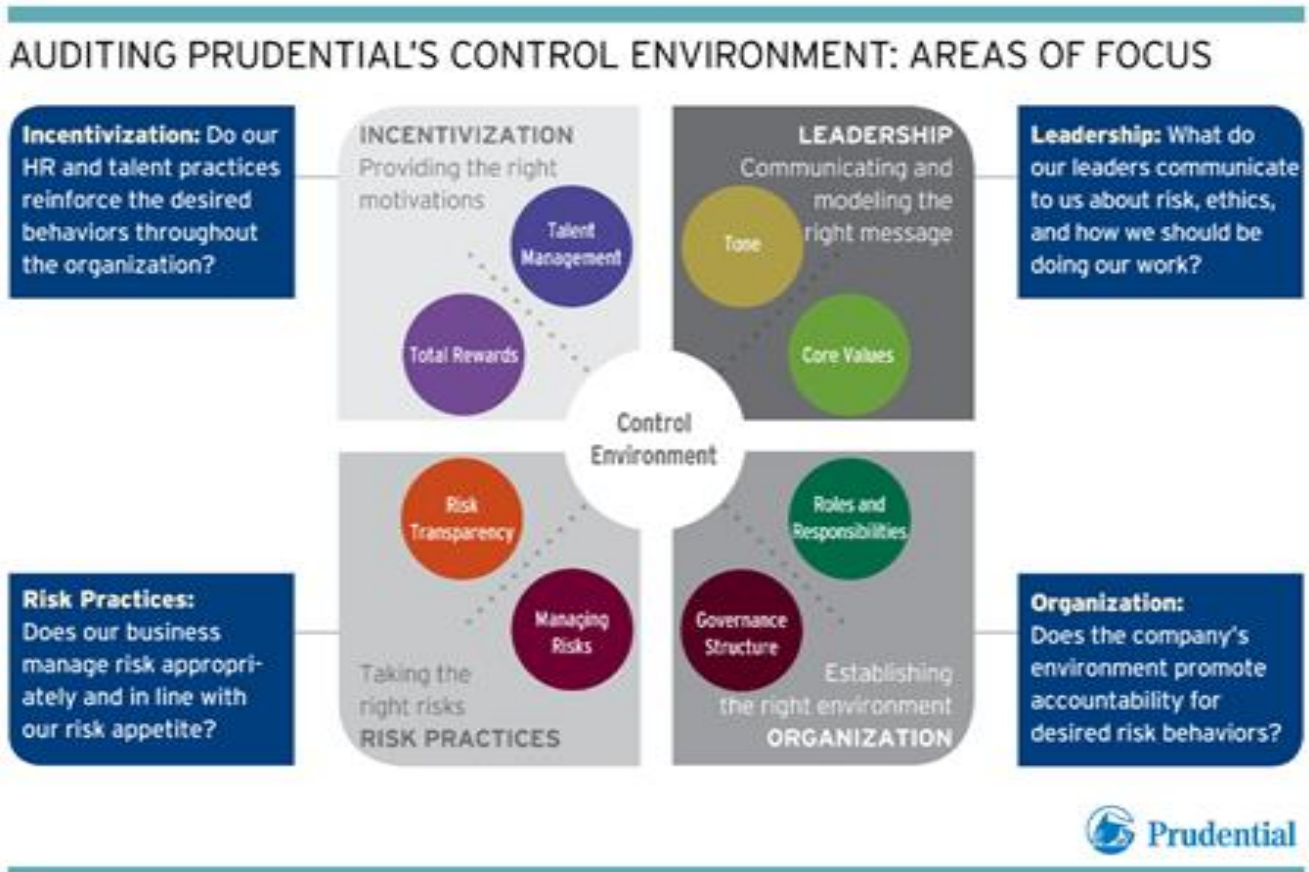 AUDITING PRUDENTIAL'S CONTROL ENVIRONMENT: AREAS OF FOCUS
Incentivization: Do our
HR and talent practices
reinforce the desired
behaviors throughout
the organization?
INCENTIVIZATION
Providing the right
motivations
Talent
Management
Total Rewards
LEADERSHIP
Communicating and
modeling the
right message
Tone
Core Values
Leadership: What do
our leaders communicate
to us about risk, ethics,
and how we should be
doing our work?
Control
Environment
Risk Practices:
Does our business
manage risk appropri-
ately and in line with
our risk appetite?
Risk
Transparency
Managing
Risks
Taking the
right risks
RISK PRACTICES
Roles and
Responsibilities
Governance
Structure
Establishing
the right environment
ORGANIZATION
Organization:
Does the company's
environment promote
accountability for
desired risk behaviors?
Prudential